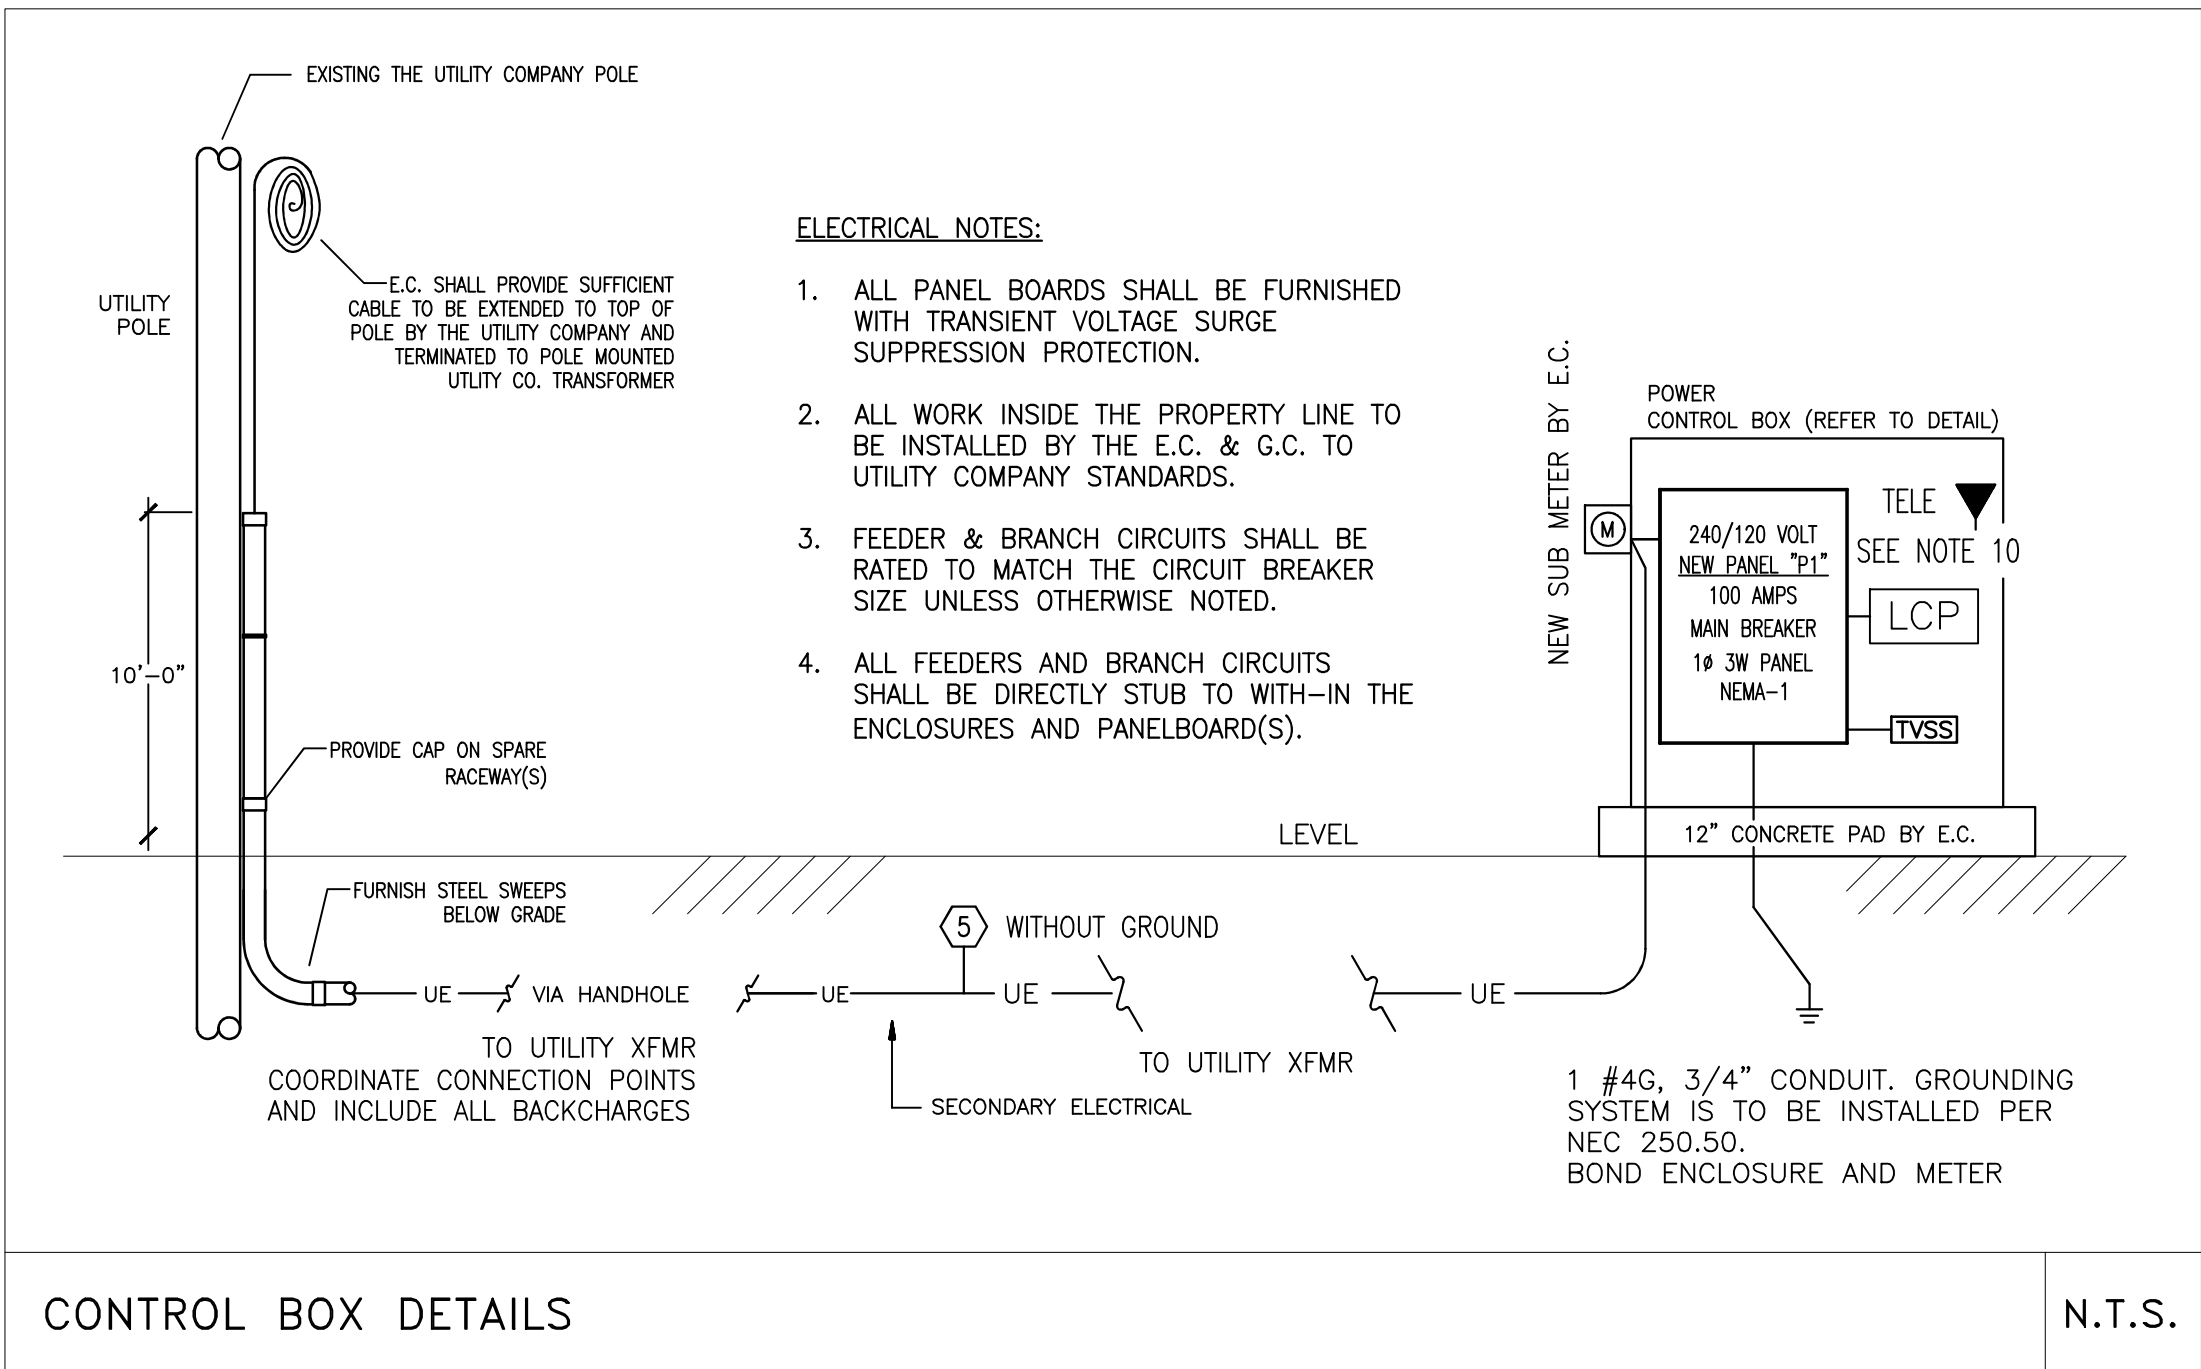 EXISTING THE UTILITY COMPANY POLE
UTILITY
POLE
E.C. SHALL PROVIDE SUFFICIENT
CABLE TO BE EXTENDED TO TOP OF
POLE BY THE UTILITY COMPANY AND
TERMINATED TO POLE MOUNTED
UTLITY CO. TRANSFORMER
10'-0"
PROVIDE CAP ON SPARE
RACEWAY(S)
FURNISH STEEL SWEEPS
BELOW GRADE
ELECTRICAL NOTES:
1. ALL PANEL BOARDS SHALL BE FURNISHED
WITH TRANSIENT VOLTAGE SURGE
SUPPRESSION PROTECTION.
2. ALL WORK INSIDE THE PROPERTY LINE TO
BE INSTALLED BY THE E.C. & G.C. TO
UTILITY COMPANY STANDARDS.
3. FEEDER & BRANCH CIRCUITS SHALL BE
RATED TO MATCH THE CIRCUIT BREAKER
SIZE UNLESS OTHERWISE NOTED.
4. ALL FEEDERS AND BRANCH CIRCUITS
SHALL BE DIRECTLY STUB TO WITH-IN THE
ENCLOSURES AND PANELBOARD(S).
NEW SUB METER BY E.C.
POWER
CONTROL BOX (REFER TO DETAIL)
M
240/120 VOLT
NEW PANEL "P1"
100 AMPS
MAIN BREAKER
1ø 3W PANEL
NEMA-1
TELE
SEE NOTE 10
LCP
TVSS
LEVEL
12" CONCRETE PAD BY E.C.
5 WITHOUT GROUND
UE
VIA HANDHOLE
UE
UE
UE
TO UTILITY XFMR
COORDINATE CONNECTION POINTS
AND INCLUDE ALL BACKCHARGES
SECONDARY ELECTRICAL
TO UTILITY XFMR
1 #4G, 3/4" CONDUIT. GROUNDING
SYSTEM IS TO BE INSTALLED PER
NEC 250.50.
BOND ENCLOSURE AND METER
CONTROL BOX DETAILS
N.T.S.